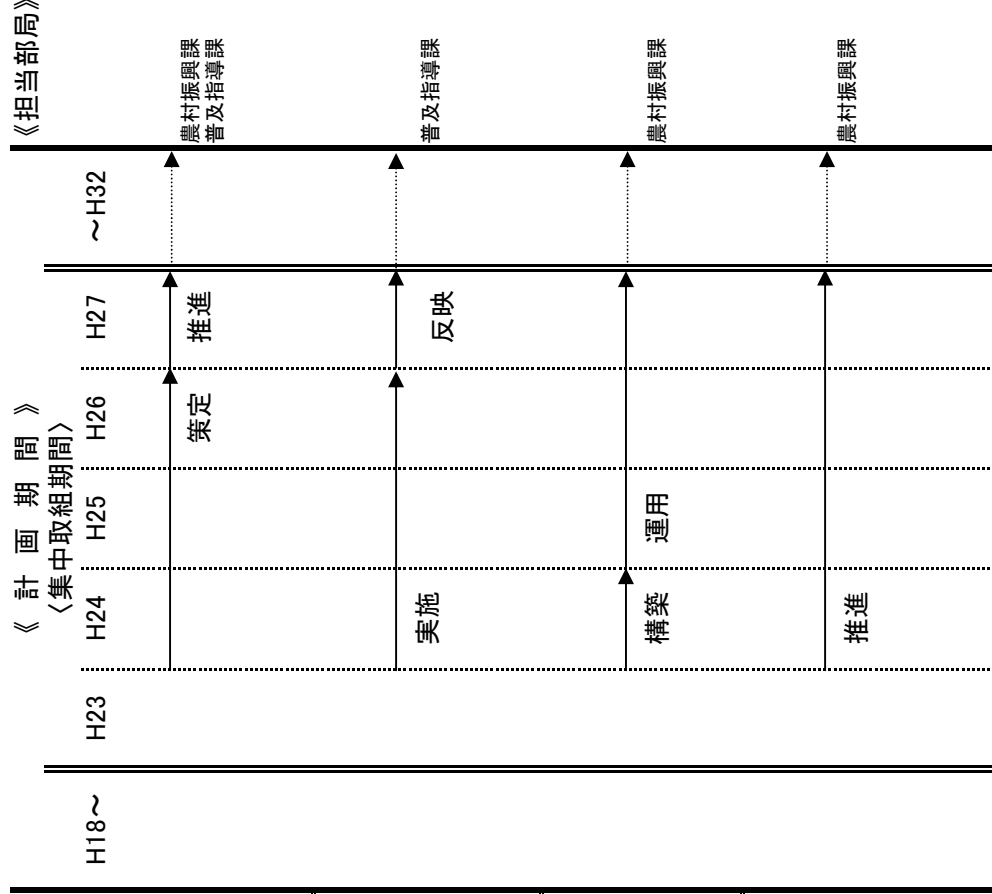 《 計 画 期 間 》
〈集中取組期間〉
《担当部局》
H18～
H23
H24
H25
H26
H27
～H32
策定
推進
農村振興課
普及指導課
実施
反映
普及指導課
構築
運用
農村振興課
推進
農村振興課